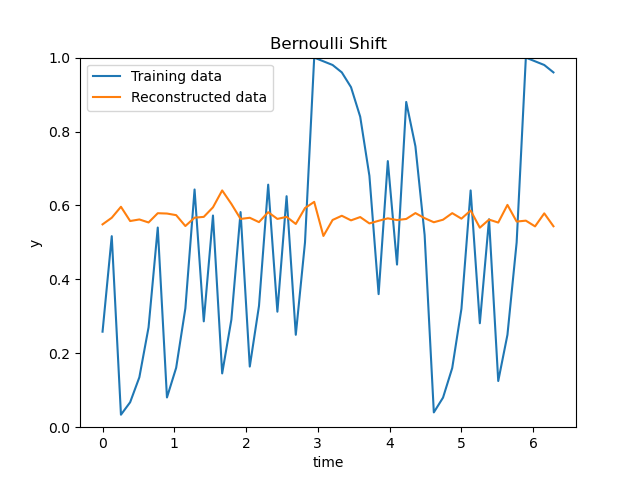 Bernoulli Shift
Training data
Reconstructed data
1.0
0.8
0.6
0.4
0.2
0.0
y
0 1 2 3 4 5 6
time